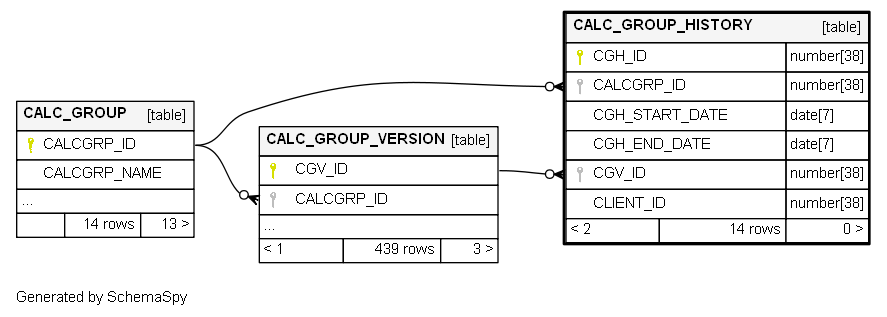 CALC_GROUP_HISTORY [table]
CGH_ID number[38]
CALCGRP_ID number[38]
CGH_START_DATE date[7]
CGH_END_DATE date[7]
CGV_ID number[38]
CLIENT_ID number[38]
< 2 14 rows 0 >
CALC_GROUP [table]
CALCGRP_ID
CALCGRP_NAME
...
14 rows 13 >
CALC_GROUP_VERSION [table]
CGV_ID
CALCGRP_ID
...
< 1 439 rows 3 >
Generated by SchemaSpy